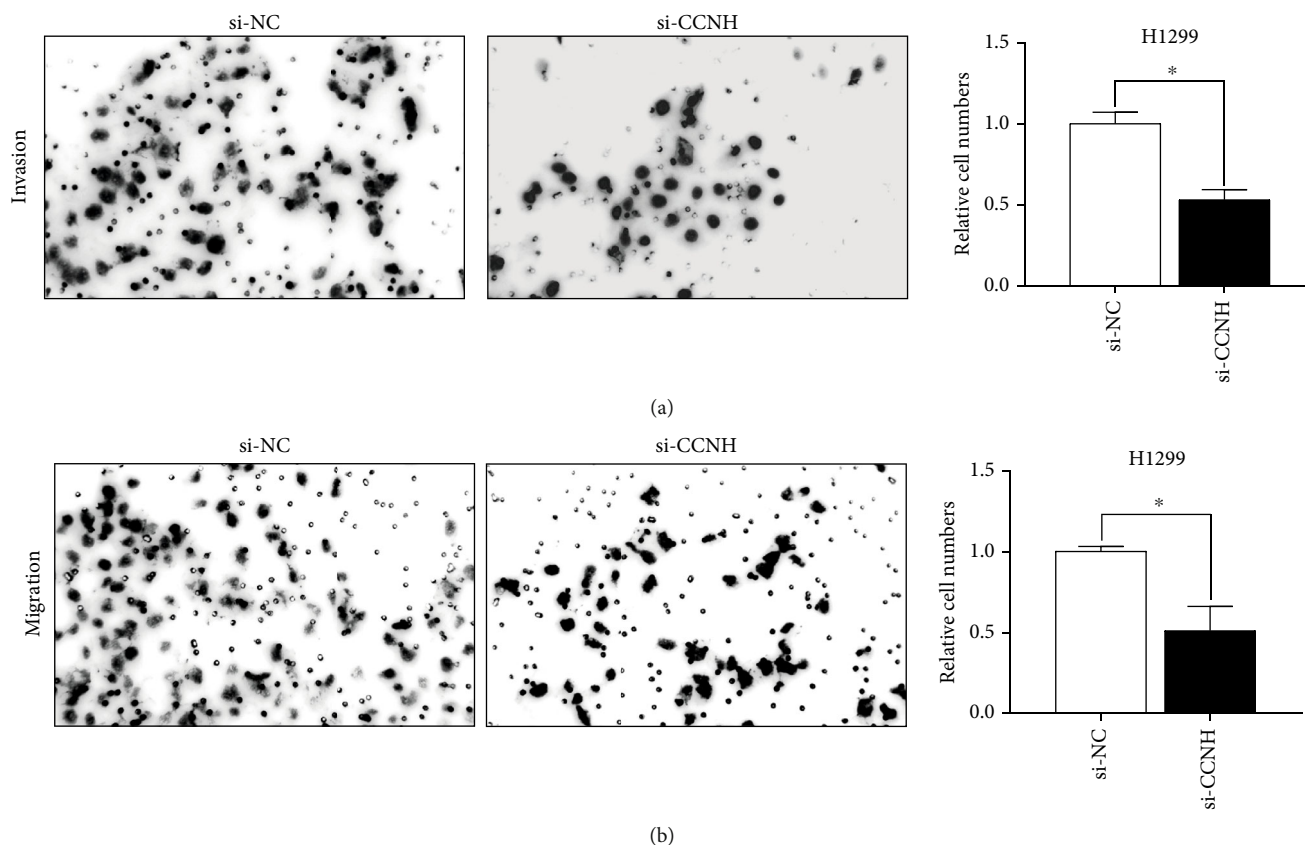 si-NC
si-CCNH
Invasion
H1299
Relative cell numbers
1.5
*
1.0
0.5
0.0
si-NC
si-CCNH
(a)
si-NC
si-CCNH
Migration
H1299
Relative cell numbers
1.5
*
1.0
0.5
0.0
si-NC
si-CCNH
(b)